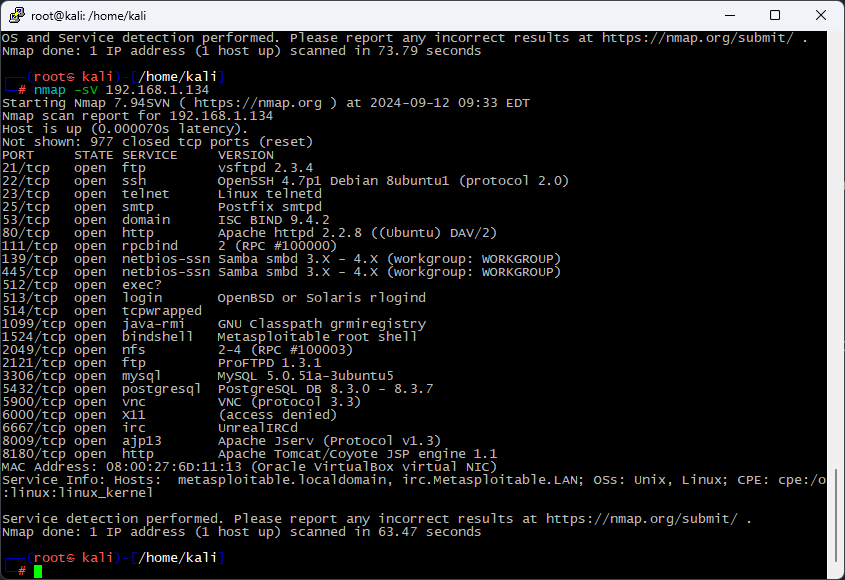 root@kali: /home/kali
OS and Service detection performed. Please report any incorrect results at https://nmap.org/submit/ .
Nmap done: 1 IP address (1 host up) scanned in 73.79 seconds
┌──(root㉿kali)-[/home/kali]
└─# nmap -sV 192.168.1.134
Starting Nmap 7.94SVN ( https://nmap.org ) at 2024-09-12 09:33 EDT
Nmap scan report for 192.168.1.134
Host is up (0.000070s latency).
Not shown: 977 closed tcp ports (reset)
PORT     STATE SERVICE     VERSION
21/tcp   open  ftp         vsftpd 2.3.4
22/tcp   open  ssh         OpenSSH 4.7p1 Debian 8ubuntu1 (protocol 2.0)
23/tcp   open  telnet      Linux telnetd
25/tcp   open  smtp        Postfix smtpd
53/tcp   open  domain      ISC BIND 9.4.2
80/tcp   open  http        Apache httpd 2.2.8 ((Ubuntu) DAV/2)
111/tcp  open  rpcbind     2 (RPC #100000)
139/tcp  open  netbios-ssn Samba smbd 3.X - 4.X (workgroup: WORKGROUP)
445/tcp  open  netbios-ssn Samba smbd 3.X - 4.X (workgroup: WORKGROUP)
512/tcp  open  exec?
513/tcp  open  login       OpenBSD or Solaris rlogind
514/tcp  open  tcpwrapped
1099/tcp open  java-rmi    GNU Classpath grmiregistry
1524/tcp open  bindshell   Metasploitable root shell
2049/tcp open  nfs         2-4 (RPC #100003)
2121/tcp open  ftp         ProFTPD 1.3.1
3306/tcp open  mysql       MySQL 5.0.51a-3ubuntu5
5432/tcp open  postgresql  PostgreSQL DB 8.3.0 - 8.3.7
5900/tcp open  vnc         VNC (protocol 3.3)
6000/tcp open  X11         (access denied)
6667/tcp open  irc         UnrealIRCd
8009/tcp open  ajp13       Apache Jserv (Protocol v1.3)
8180/tcp open  http        Apache Tomcat/Coyote JSP engine 1.1
MAC Address: 08:00:27:6D:11:13 (Oracle VirtualBox virtual NIC)
Service Info: Hosts:  metasploitable.localdomain, irc.Metasploitable.LAN; OSs: Unix, Linux; CPE: cpe:/o
:linux:linux_kernel
Service detection performed. Please report any incorrect results at https://nmap.org/submit/ .
Nmap done: 1 IP address (1 host up) scanned in 63.47 seconds
┌──(root㉿kali)-[/home/kali]
└─#